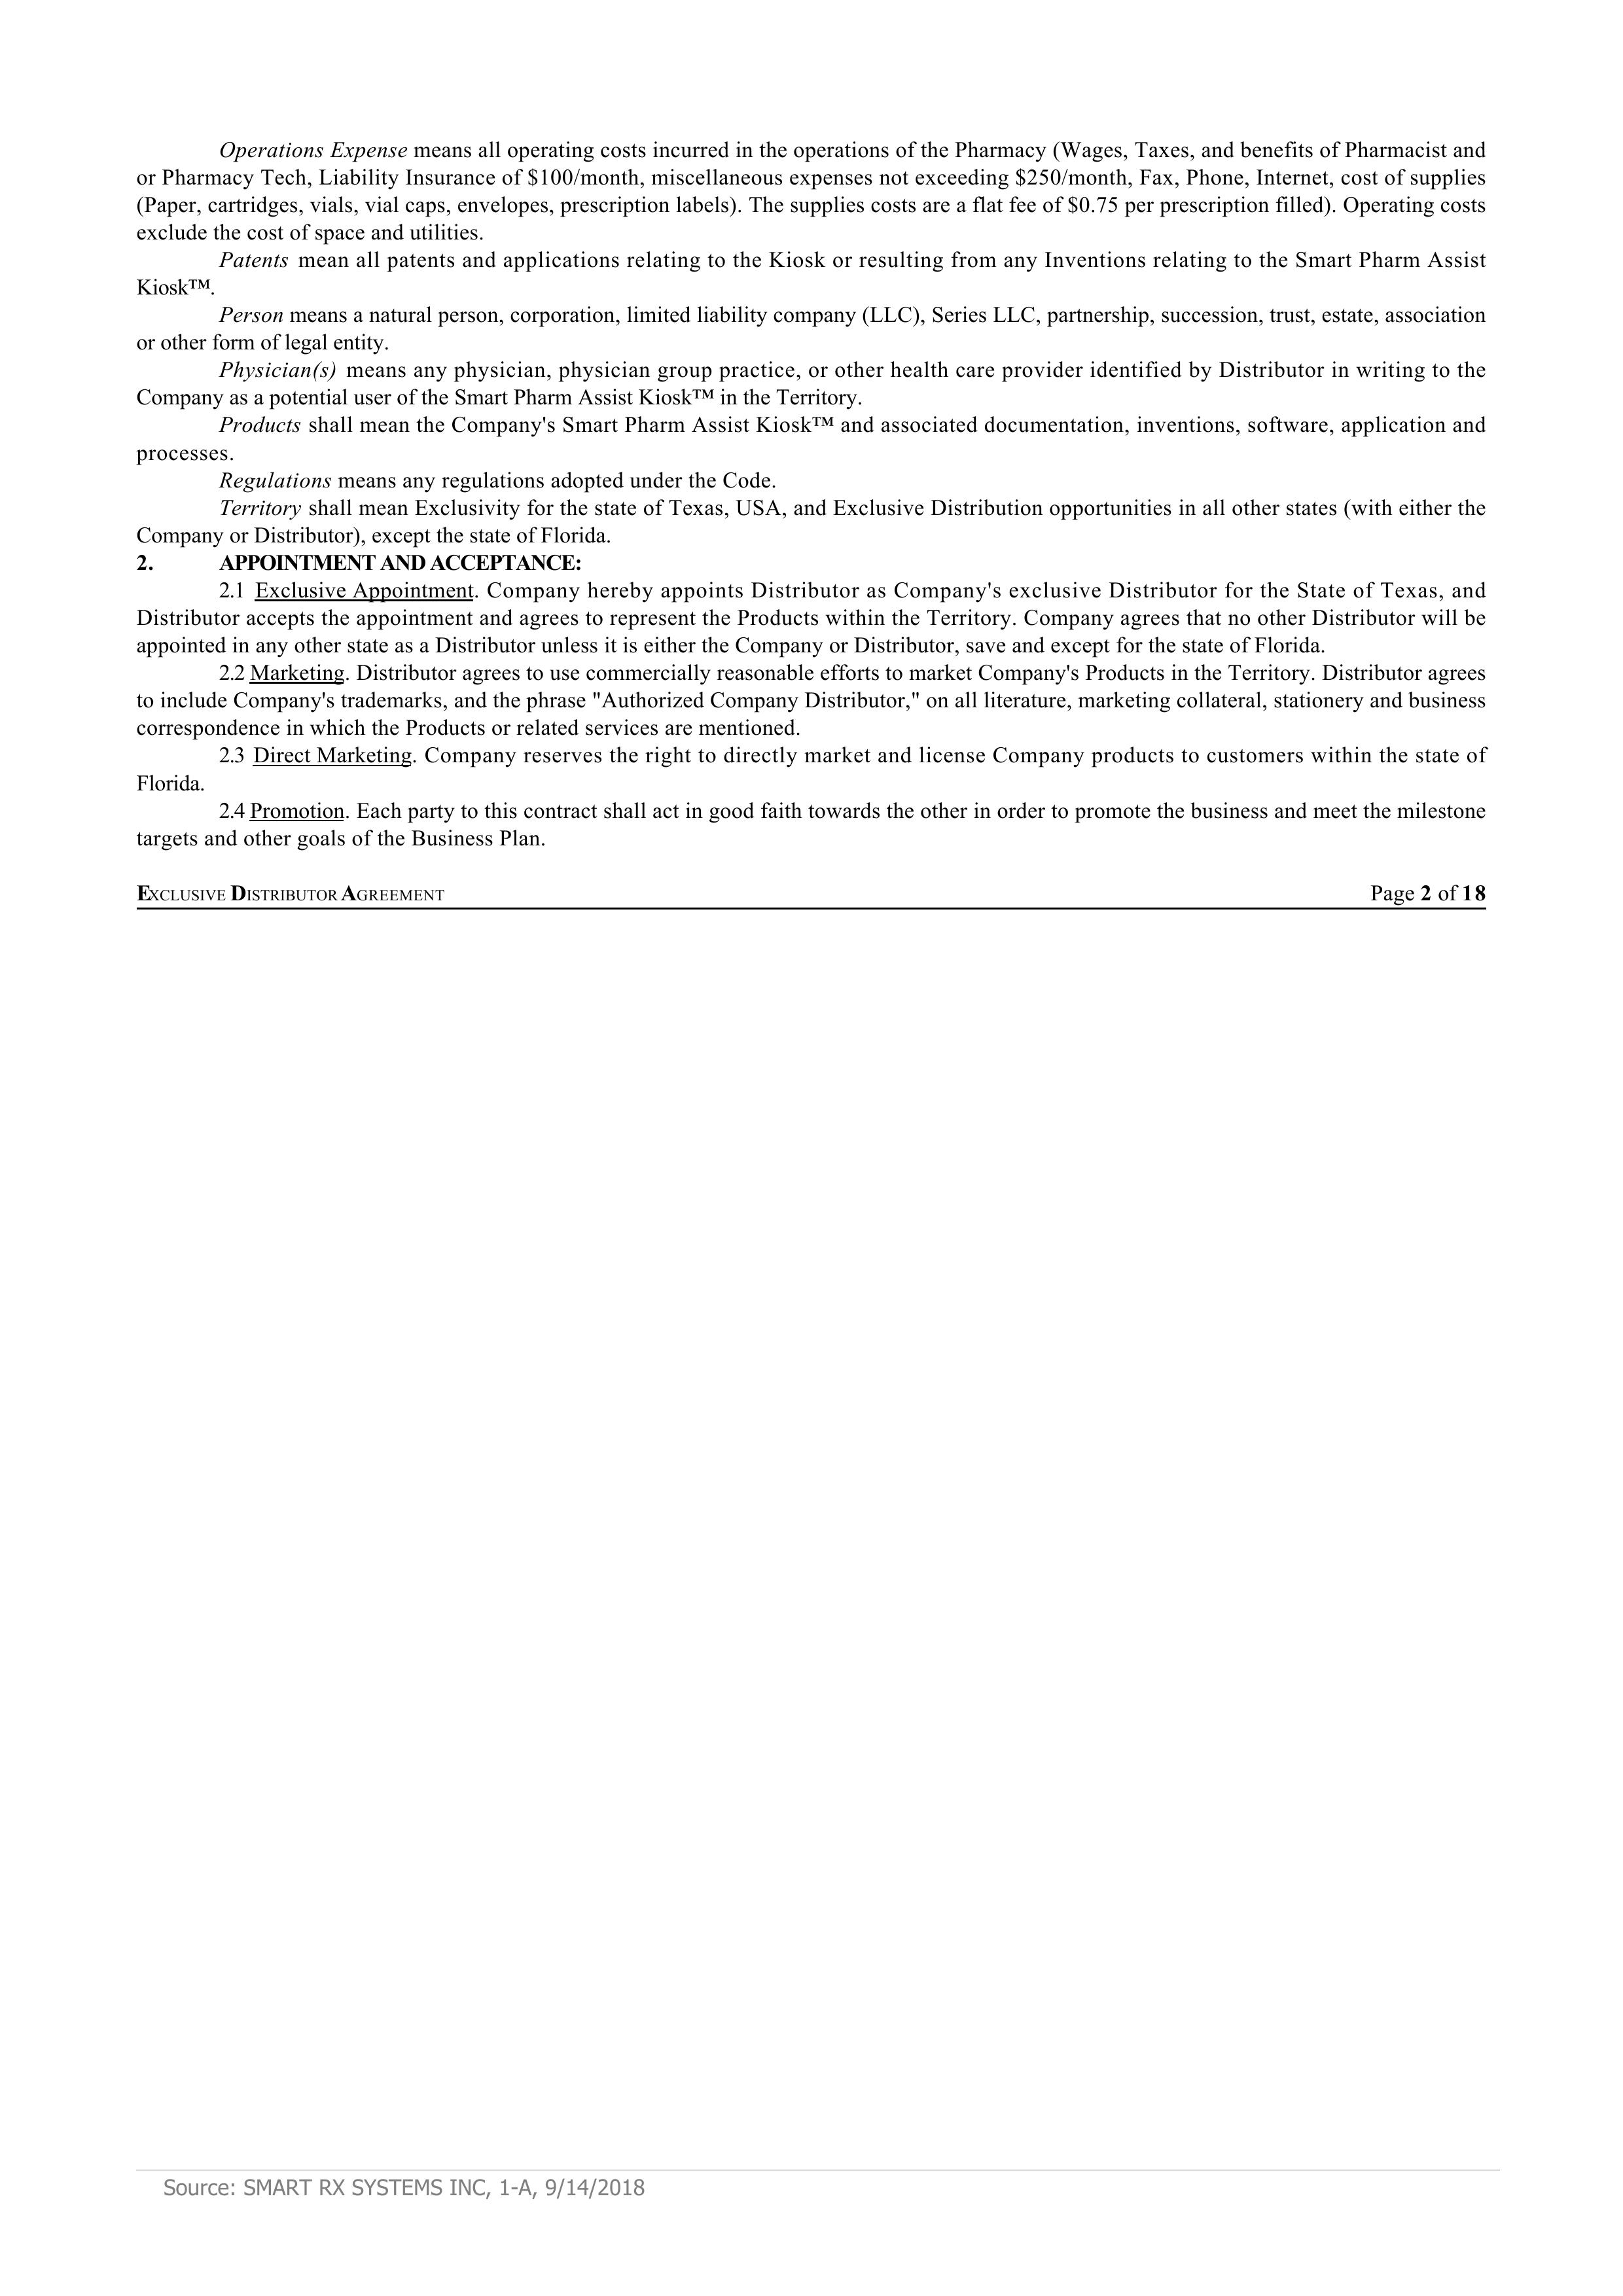 Operations Expense means all operating costs incurred in the operations of the Pharmacy (Wages, Taxes, and benefits of Pharmacist and
or Pharmacy Tech, Liability Insurance of $100/month, miscellaneous expenses not exceeding $250/month, Fax, Phone, Internet, cost of supplies
(Paper, cartridges, vials, vial caps, envelopes, prescription labels). The supplies costs are a flat fee of $0.75 per prescription filled). Operating costs
exclude the cost of space and utilities.
Patents mean all patents and applications relating to the Kiosk or resulting from any Inventions relating to the Smart Pharm Assist
Kiosk™.
Person means a natural person, corporation, limited liability company (LLC), Series LLC, partnership, succession, trust, estate, association
or other form of legal entity.
Physician(s) means any physician, physician group practice, or other health care provider identified by Distributor in writing to the
Company as a potential user of the Smart Pharm Assist Kiosk™ in the Territory.
Products shall mean the Company's Smart Pharm Assist Kiosk™ and associated documentation, inventions, software, application and
processes.
Regulations means any regulations adopted under the Code.
Territory shall mean Exclusivity for the state of Texas, USA, and Exclusive Distribution opportunities in all other states (with either the
Company or Distributor), except the state of Florida.
2. APPOINTMENT AND ACCEPTANCE:
2.1 Exclusive Appointment. Company hereby appoints Distributor as Company's exclusive Distributor for the State of Texas, and
Distributor accepts the appointment and agrees to represent the Products within the Territory. Company agrees that no other Distributor will be
appointed in any other state as a Distributor unless it is either the Company or Distributor, save and except for the state of Florida.
2.2 Marketing. Distributor agrees to use commercially reasonable efforts to market Company's Products in the Territory. Distributor agrees
to include Company's trademarks, and the phrase "Authorized Company Distributor," on all literature, marketing collateral, stationery and business
correspondence in which the Products or related services are mentioned.
2.3 Direct Marketing. Company reserves the right to directly market and license Company products to customers within the state of
Florida.
2.4 Promotion. Each party to this contract shall act in good faith towards the other in order to promote the business and meet the milestone
targets and other goals of the Business Plan.
EXCLUSIVE DISTRIBUTOR AGREEMENT Page 2 of 18
Source: SMART RX SYSTEMS INC, 1-A, 9/14/2018